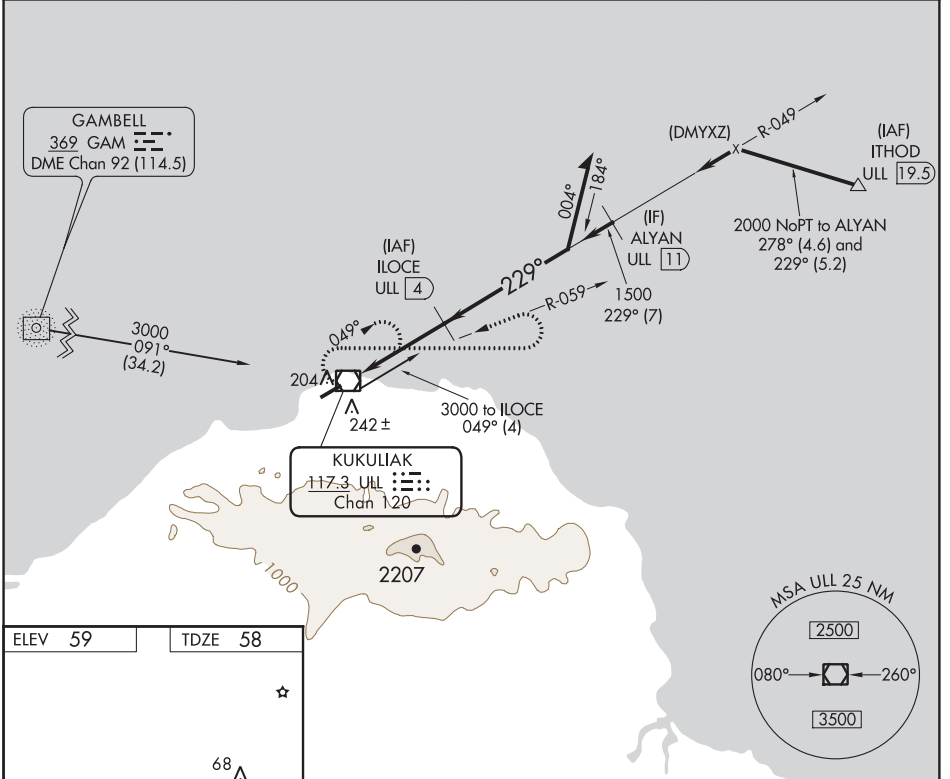 GAMBELL
369 GAM
DME Chan 92 (114.5)
3000
091°
(34.2)
(IAF)
ILOCE
ULL 4
049°
204
242 ±
3000 to ILOCE
049° (4)
KUKULIAK
117.3 ULL
Chan 120
229°
R-059
004°
184°
(IF)
ALYAN
ULL 11
1500
229° (7)
(DMYXZ)
X
R-049
(IAF)
ITHOD
ULL 19.5
2000 NoPT to ALYAN
278° (4.6) and
229° (5.2)
1000
2207
MSA ULL 25 NM
2500
080°
260°
3500
ELEV 59
TDZE 58
68